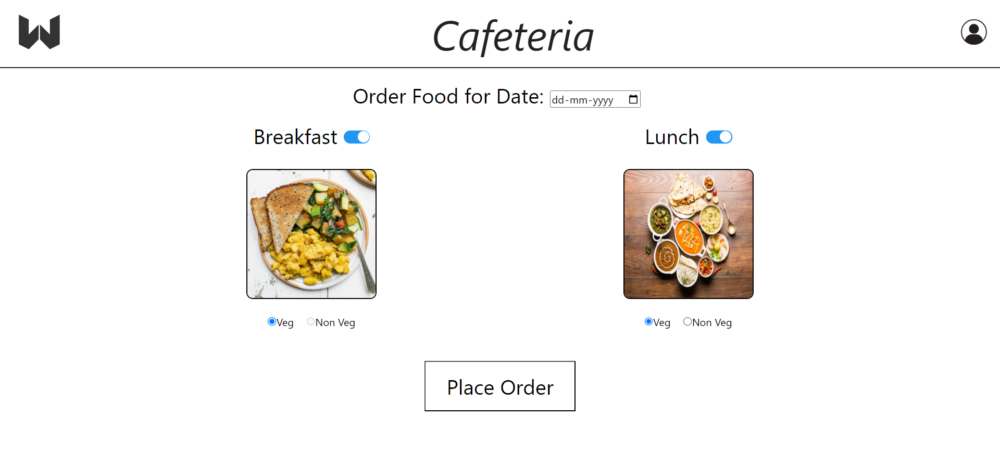 Cafeteria
Order Food for Date: dd-mm-yyyy
Breakfast
Lunch
Veg Non Veg
Veg Non Veg
Place Order